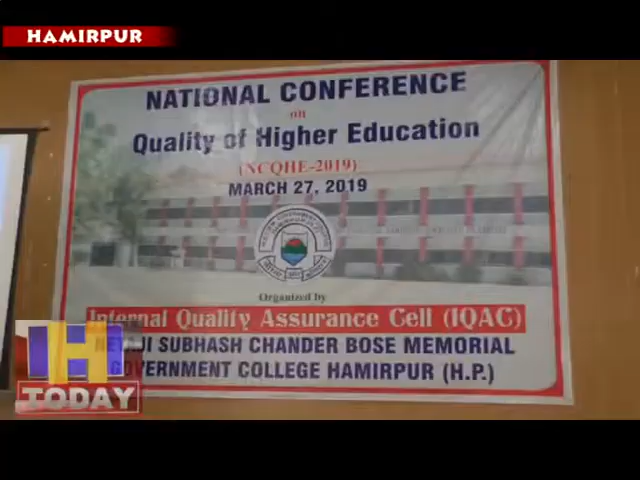 HAMIRPUR
NATIONAL CONFERENCE
on
Quality of Higher Education
(NCQHE-2019)
MARCH 27, 2019
Organized by
Internal Quality Assurance Cell (IQAC)
NETAJI SUBHASH CHANDER BOSE MEMORIAL
GOVERNMENT COLLEGE HAMIRPUR (H.P.)
H
TODAY